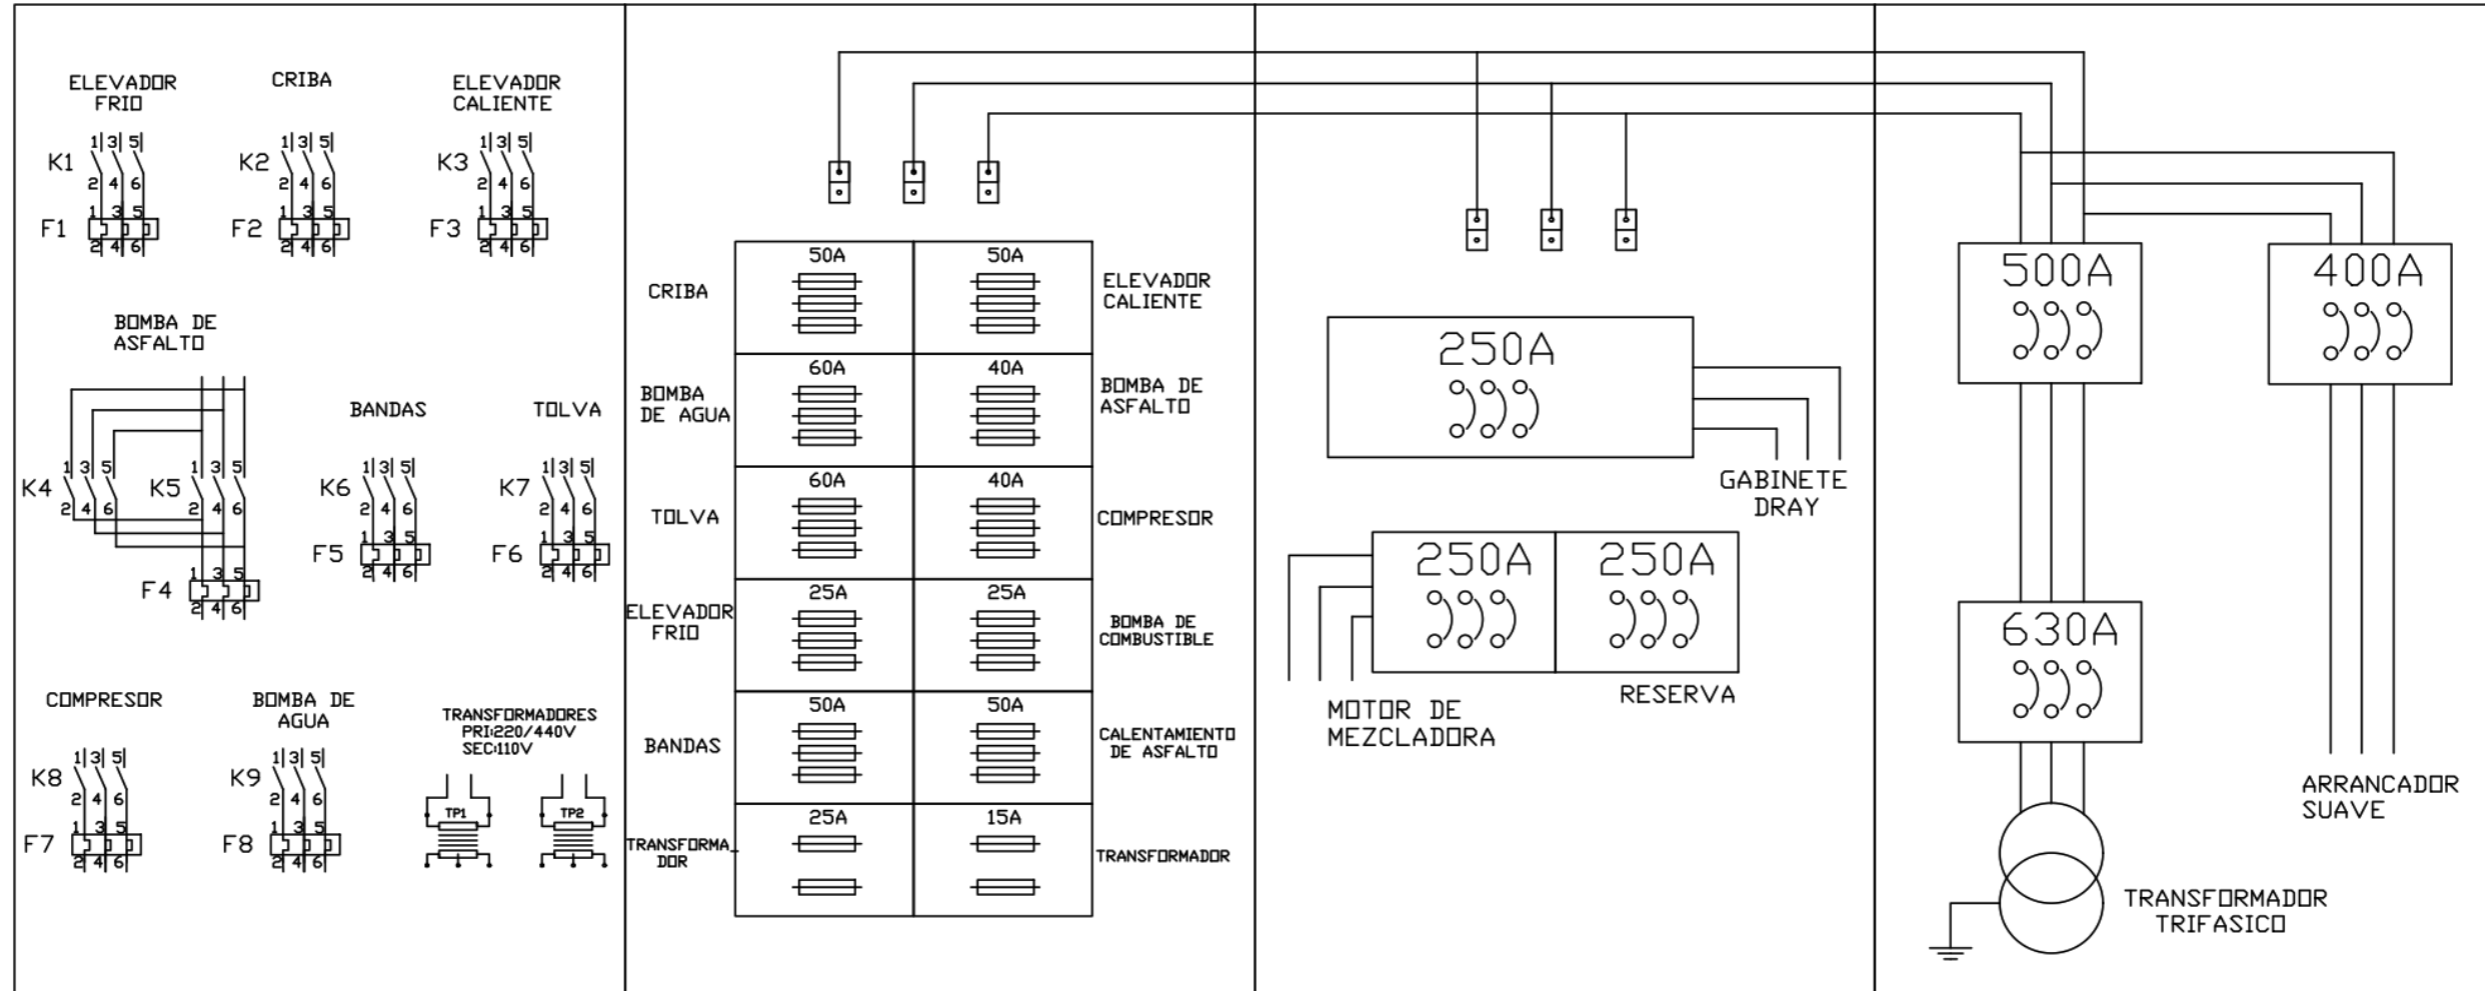 ELEVADOR
FRIO
1 3 5
K1
2 4 6
1 3 5
F1
2 4 6
CRIBA
1 3 5
K2
2 4 6
1 3 5
F2
2 4 6
ELEVADOR
CALIENTE
1 3 5
K3
2 4 6
1 3 5
F3
2 4 6
BOMBA DE
ASFALTO
1 3 5
K4
2 4 6
1 3 5
K5
2 4 6
1 3 5
F4
2 4 6
BANDAS
1 3 5
K6
2 4 6
1 3 5
F5
2 4 6
TOLVA
1 3 5
K7
2 4 6
1 3 5
F6
2 4 6
COMPRESOR
1 3 5
K8
2 4 6
1 3 5
F7
2 4 6
BOMBA DE
AGUA
1 3 5
K9
2 4 6
1 3 5
F8
2 4 6
TRANSFORMADORES
PRI:220/440V
SEC:110V
TP1
TP2
CRIBA
50A
50A
ELEVADOR
CALIENTE
BOMBA
DE AGUA
60A
40A
BOMBA DE
ASFALTO
TOLVA
60A
40A
COMPRESOR
ELEVADOR
FRIO
25A
25A
BOMBA DE
COMBUSTIBLE
BANDAS
50A
50A
CALENTAMIENTO
DE ASFALTO
TRANSFORMA_
DOR
25A
15A
TRANSFORMADOR
250A
GABINETE
DRAY
250A
250A
RESERVA
MOTOR DE
MEZCLADORA
500A
400A
630A
ARRANCADOR
SUAVE
TRANSFORMADOR
TRIFASICO